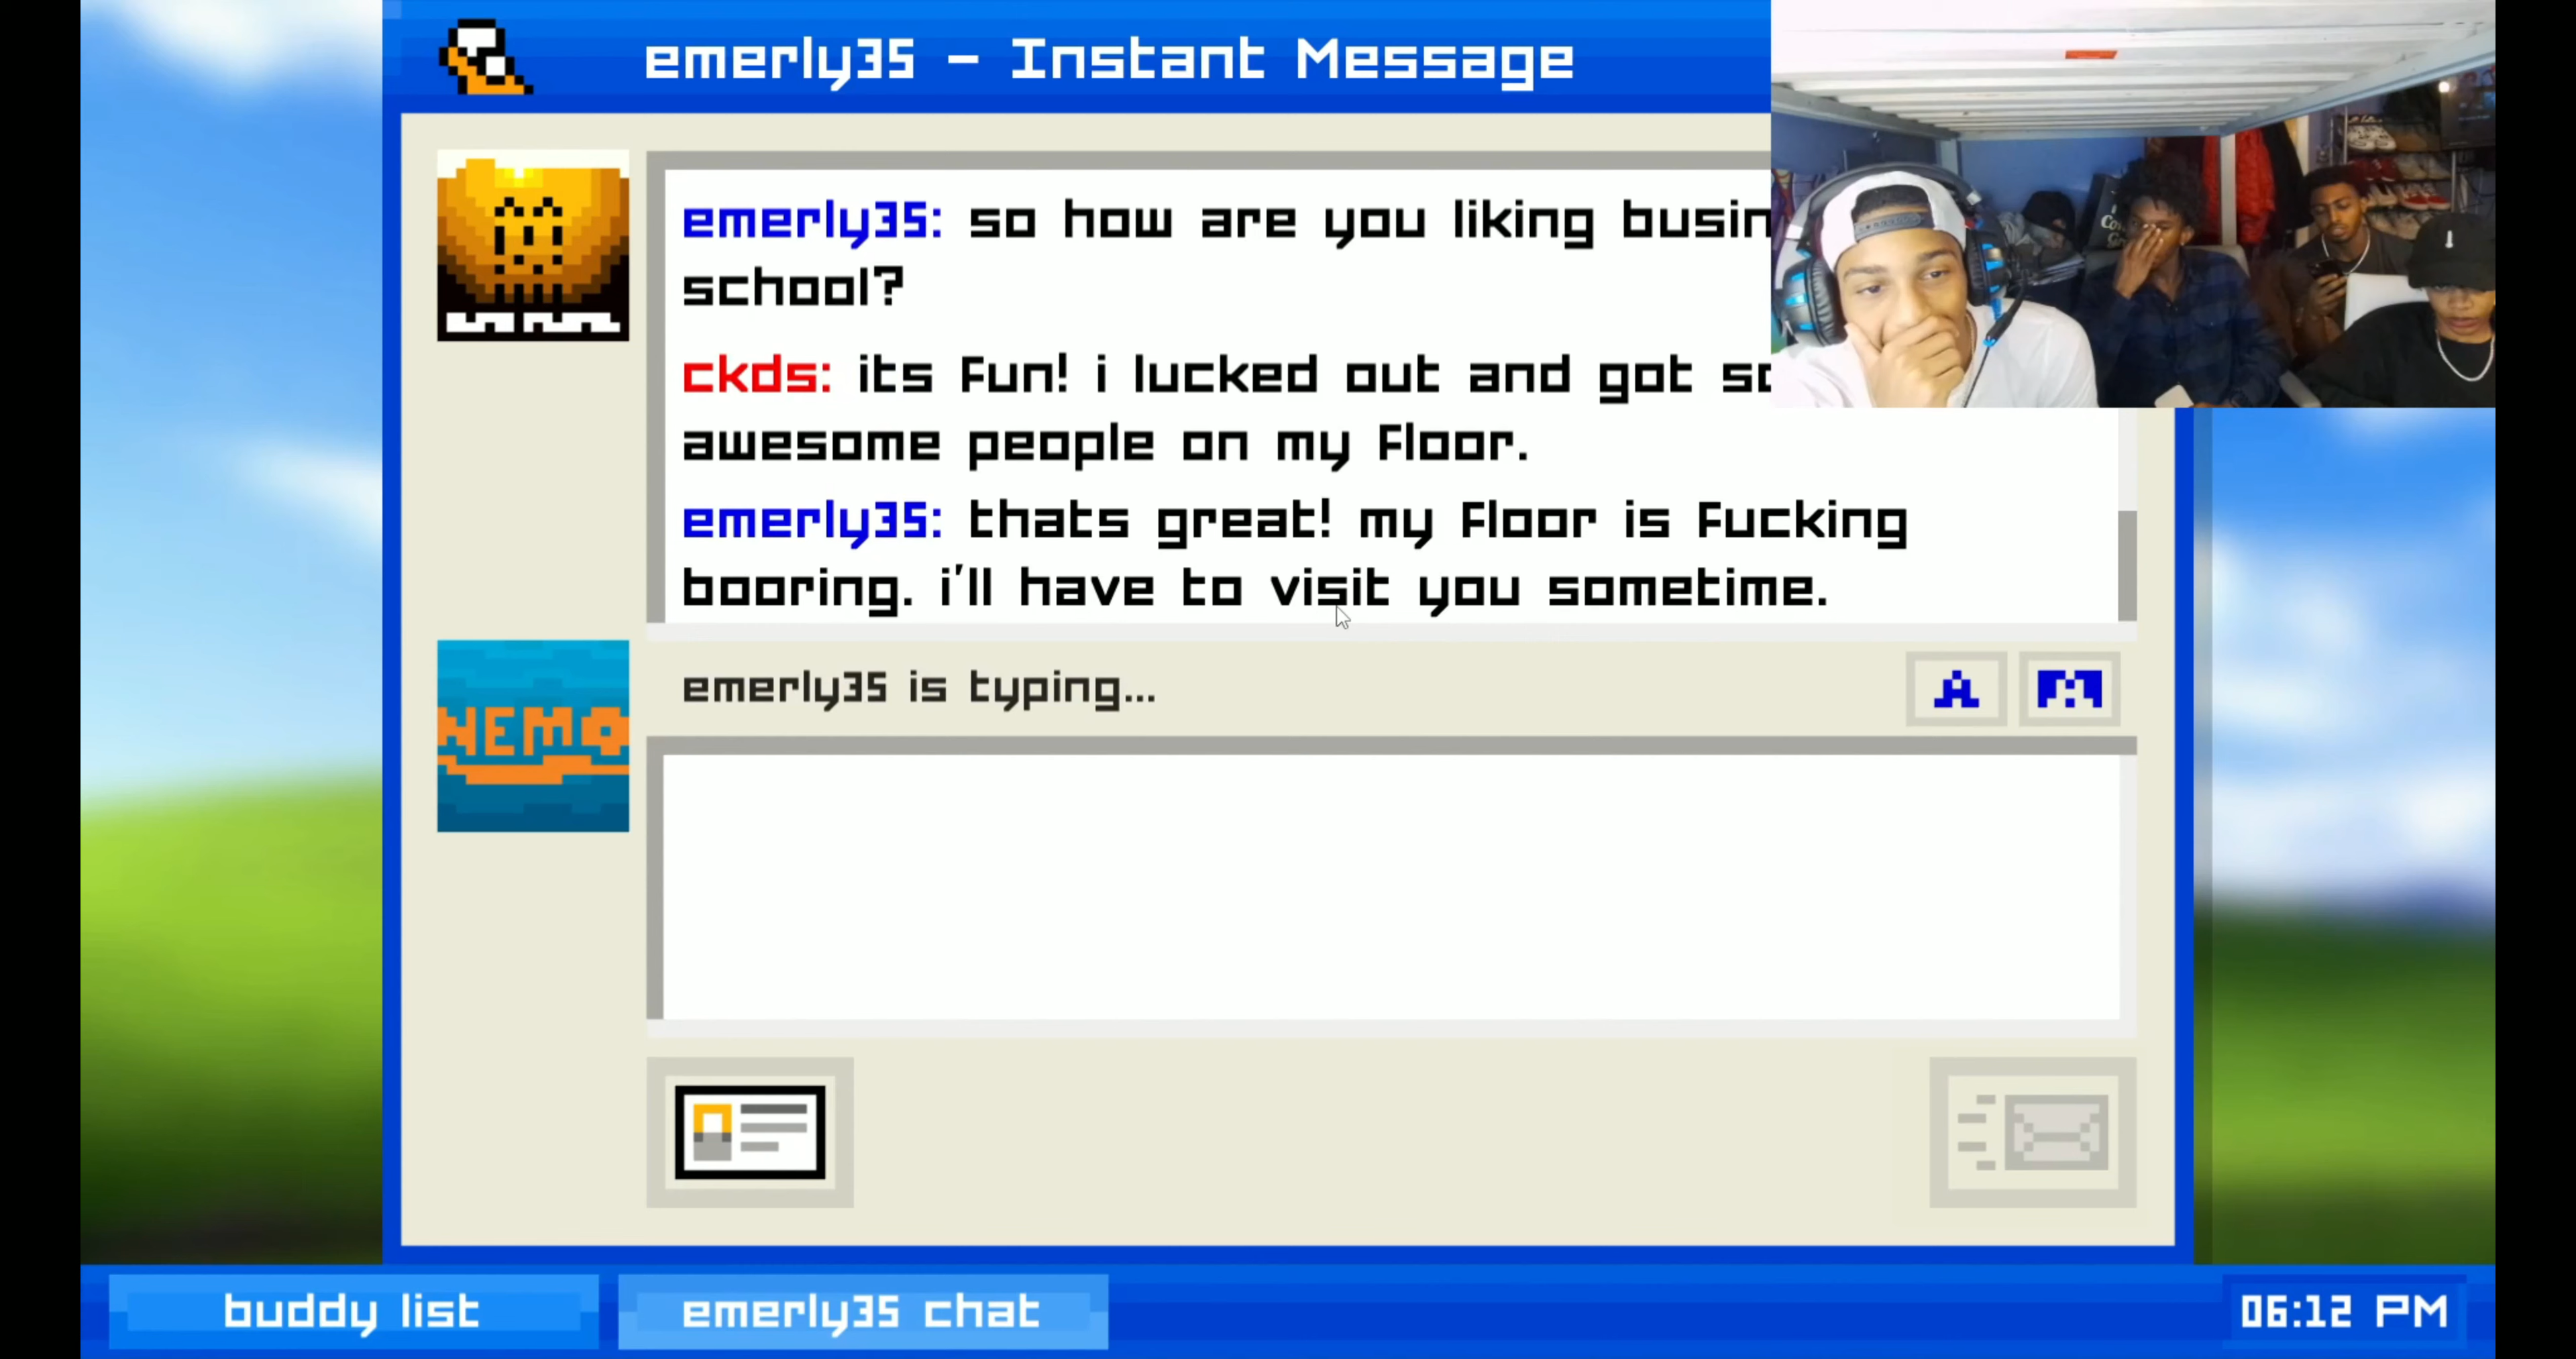 emerly35 - Instant Message
emerly35: so how are you liking
school?
ckds: its fun! i lucked out and got
awesome people on my floor.
emerly35: thats great! my floor is fucking
booring. i'll have to visit you sometime.
emerly35 is typing...
A
NEMO
buddy list
emerly35 chat
06:12 PM